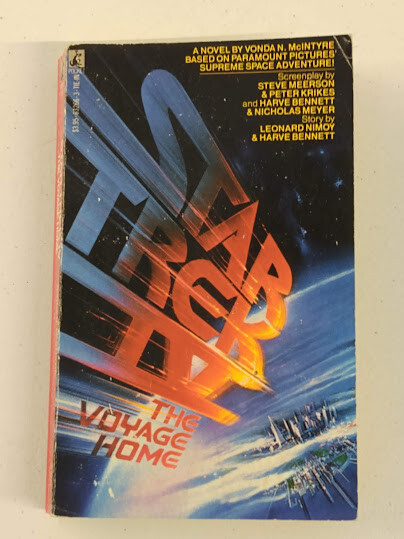 A NOVEL BY VONDA N. McINTYRE
BASED ON PARAMOUNT PICTURES'
SUPREME SPACE ADVENTURE!
Screenplay by
STEVE MEERSON
& PETER KRIKES
and HARVE BENNETT
& NICHOLAS MEYER
Story by
LEONARD NIMOY
& HARVE BENNETT
STAR
TREK
IV
THE
VOYAGE
HOME